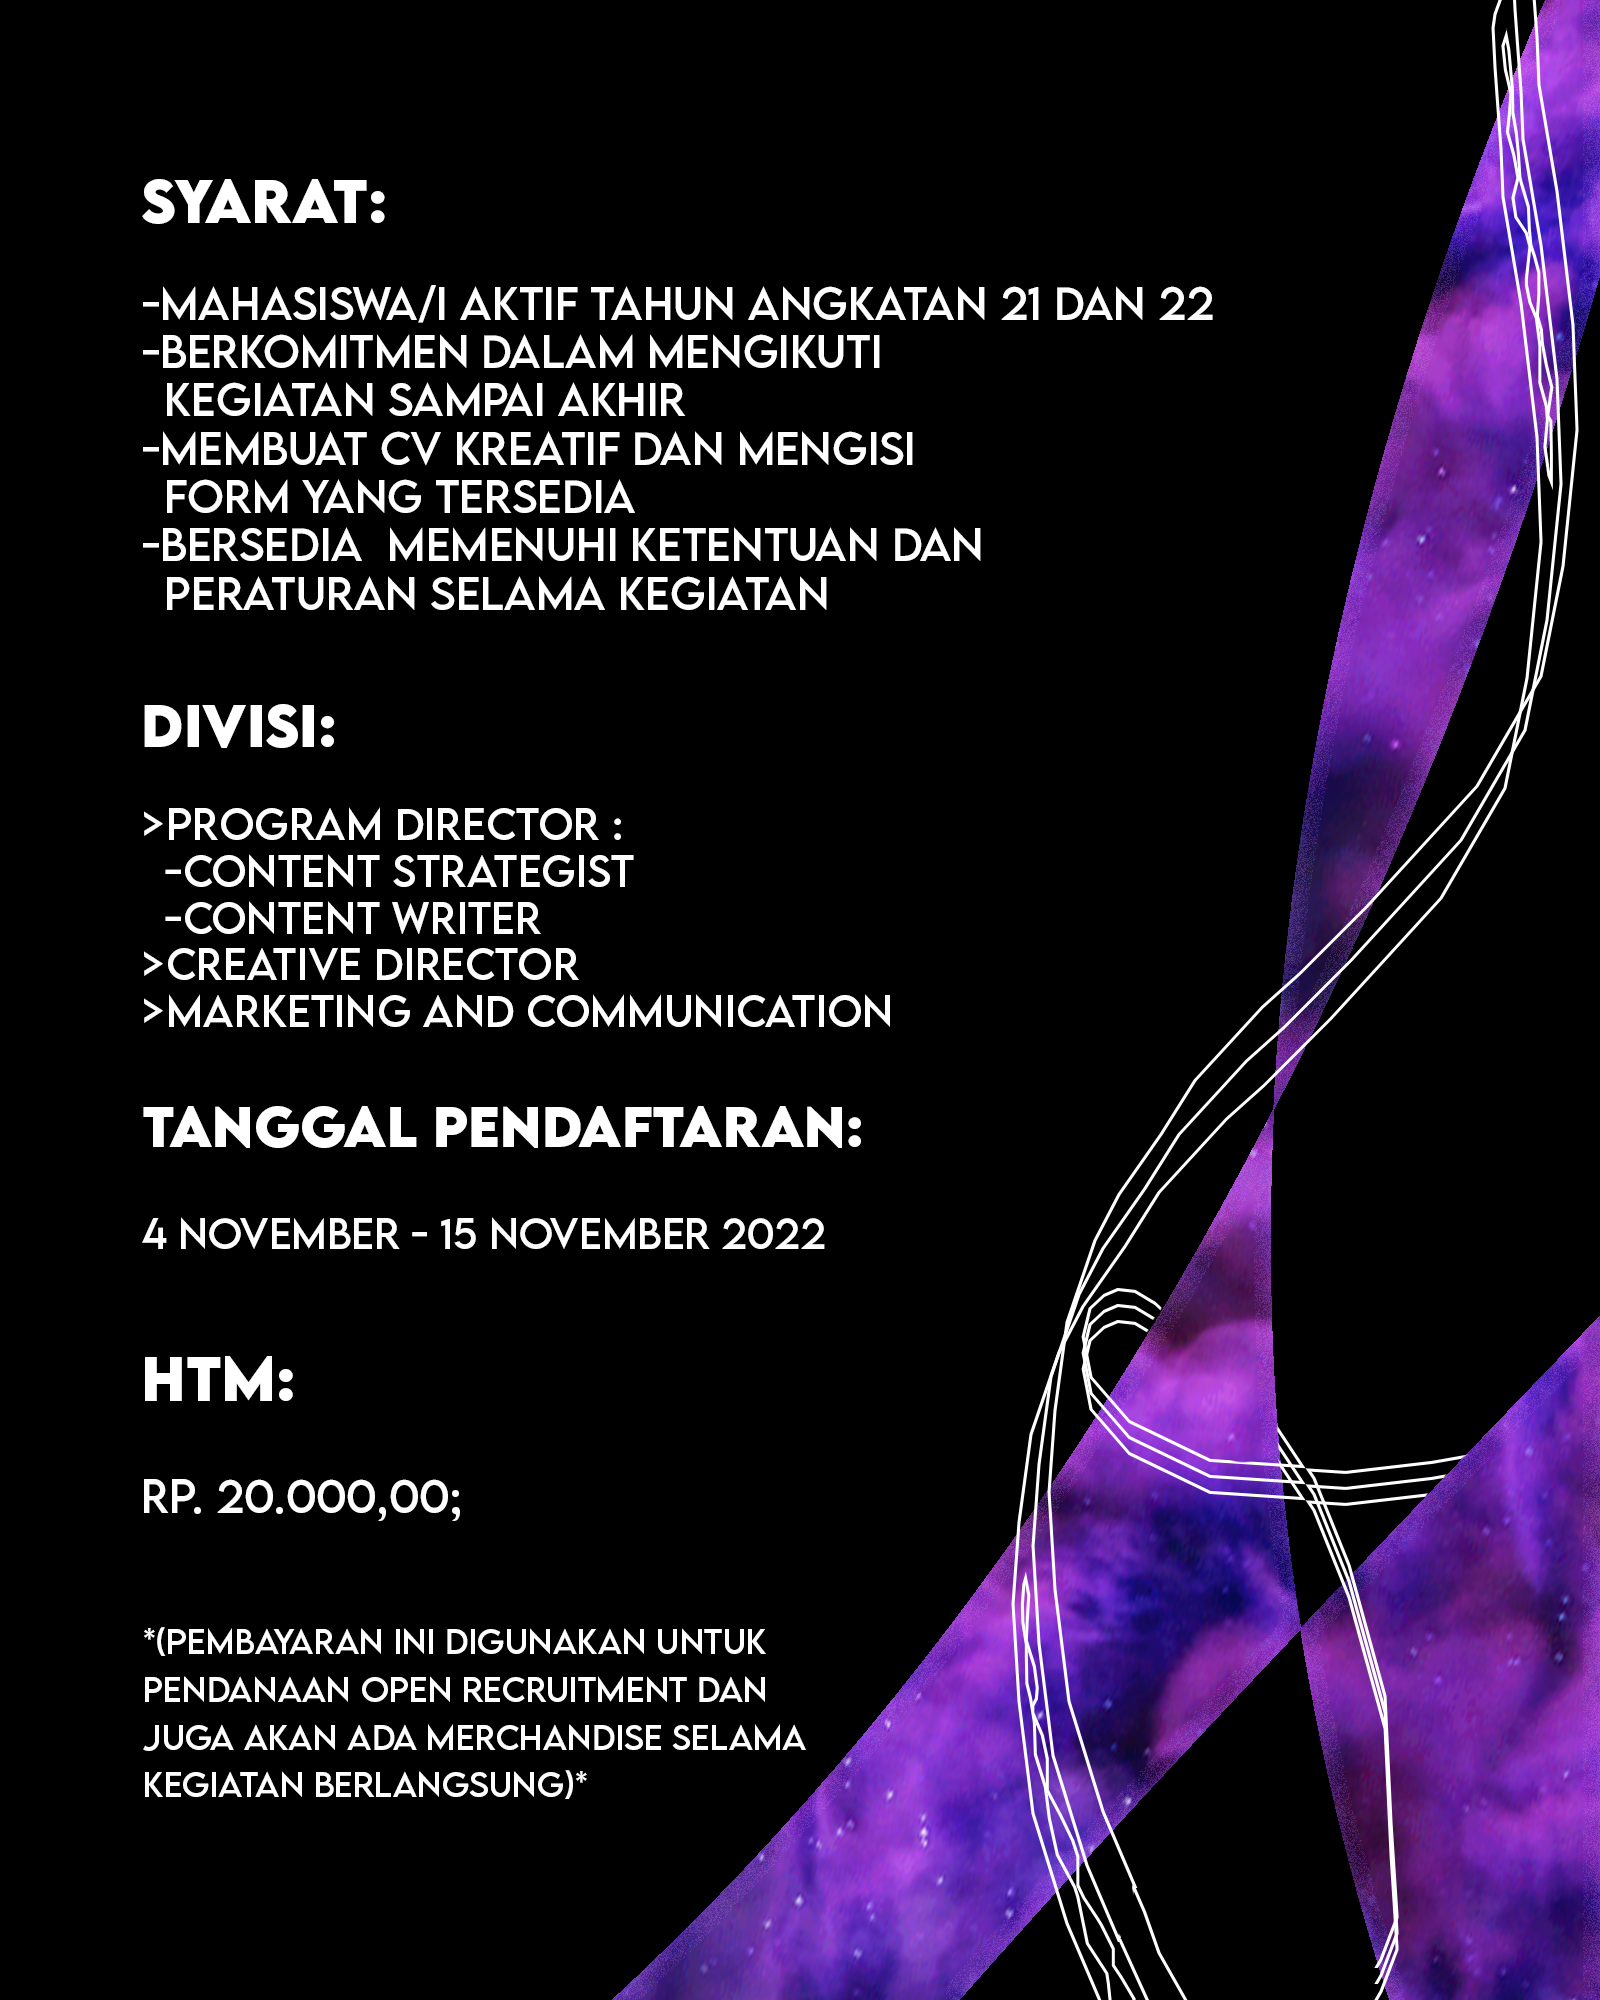 SYARAT:
-MAHASISWA/I AKTIF TAHUN ANGKATAN 21 DAN 22
-BERKOMITMEN DALAM MENGIKUTI
KEGIATAN SAMPAI AKHIR
-MEMBUAT CV KREATIF DAN MENGISI
FORM YANG TERSEDIA
-BERSEDIA  MEMENUHI KETENTUAN DAN
PERATURAN SELAMA KEGIATAN
DIVISI:
>PROGRAM DIRECTOR :
-CONTENT STRATEGIST
-CONTENT WRITER
>CREATIVE DIRECTOR
>MARKETING AND COMMUNICATION
TANGGAL PENDAFTARAN:
4 NOVEMBER - 15 NOVEMBER 2022
HTM:
RP. 20.000,00;
*(PEMBAYARAN INI DIGUNAKAN UNTUK
PENDANAAN OPEN RECRUITMENT DAN
JUGA AKAN ADA MERCHANDISE SELAMA
KEGIATAN BERLANGSUNG)*